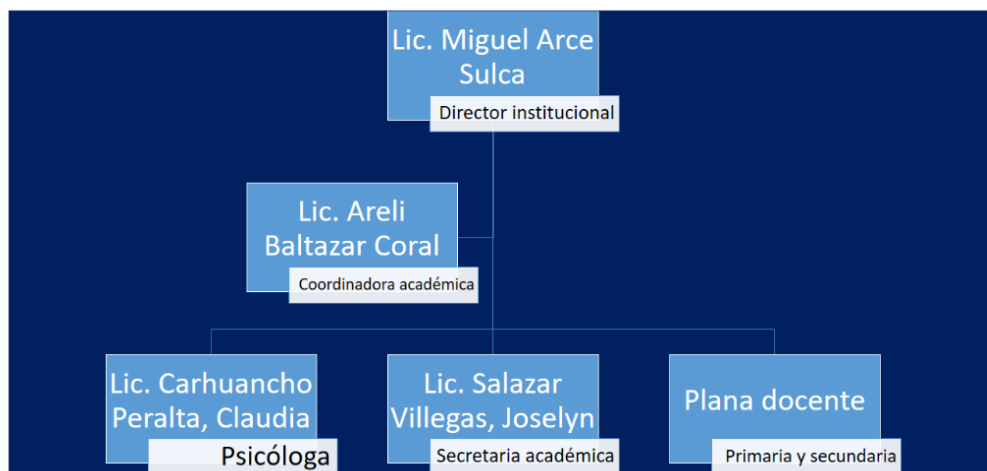 Lic. Miguel Arce
Sulca
Director institucional
Lic. Areli
Baltazar Coral
Coordinadora académica
Lic. Carhuancho
Peralta, Claudia
Psicóloga
Lic. Salazar
Villegas, Joselyn
Secretaria académica
Plana docente
Primaria y secundaria